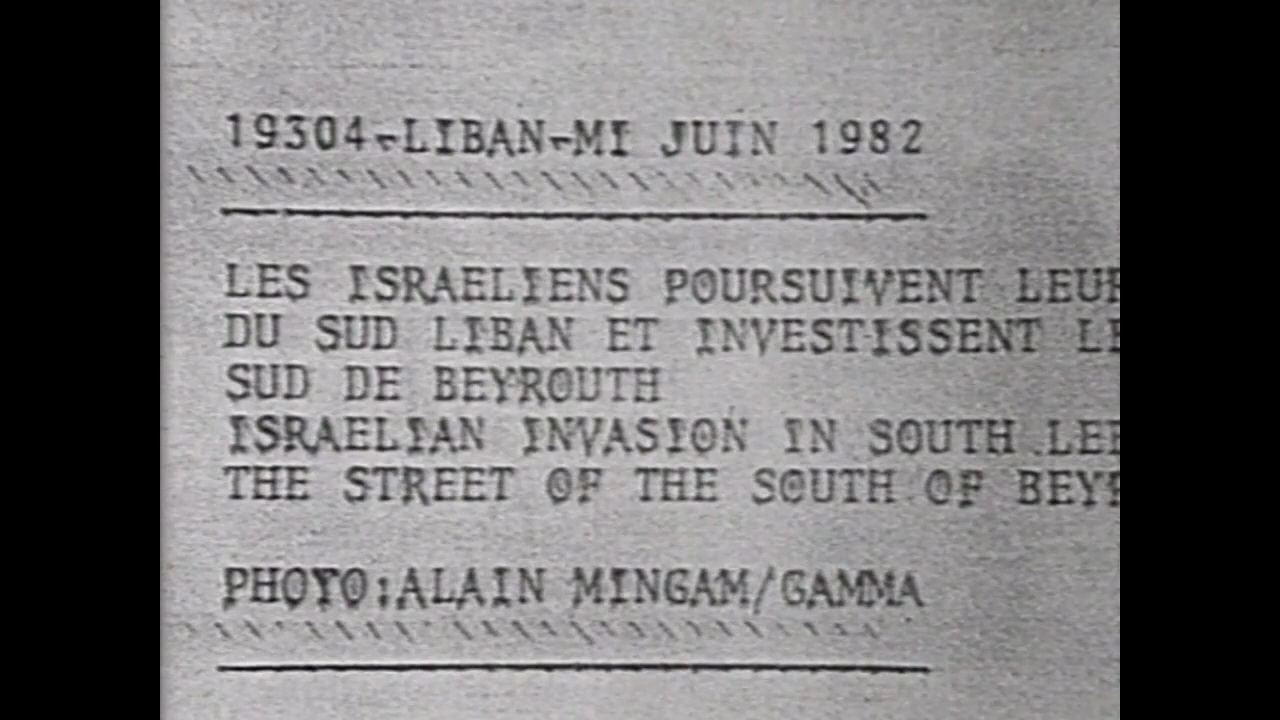 19304-LIBAN-MI JUIN 1982
LES ISRAELIENS POURSUIVENT
DU SUD LIBAN ET INVESTISSENT
SUD DE BEYROUTH
ISRAELIAN INVASION IN SOUTH
THE STREET OF THE SOUTH OF
PHOTO:ALAIN MINGAM/GAMMA